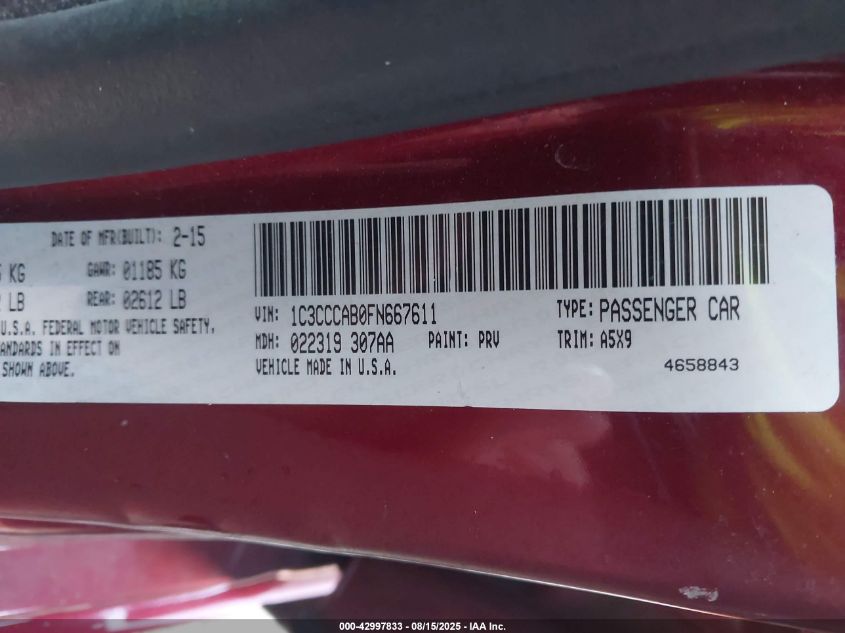 DATE OF MFR(BUILT): 2-15
KG GAWR: 01185 KG
LB REAR: 02612 LB
U.S.A. FEDERAL MOTOR VEHICLE SAFETY,
IN EFFECT ON
SHOWN ABOVE.
VIN: 1C3CCCAB0FN667611 TYPE: PASSENGER CAR
MDH: 022319 307AA PAINT: PRV TRIM: A5X9
VEHICLE MADE IN U.S.A. 4658843
000-42997833 - 08/15/2025 - IAA Inc.